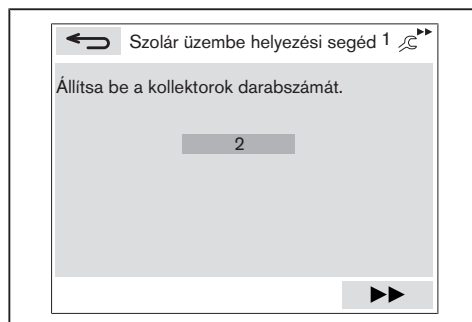 Szolár üzembe helyezési segéd 1
Állítsa be a kollektorok darabszámát.
2